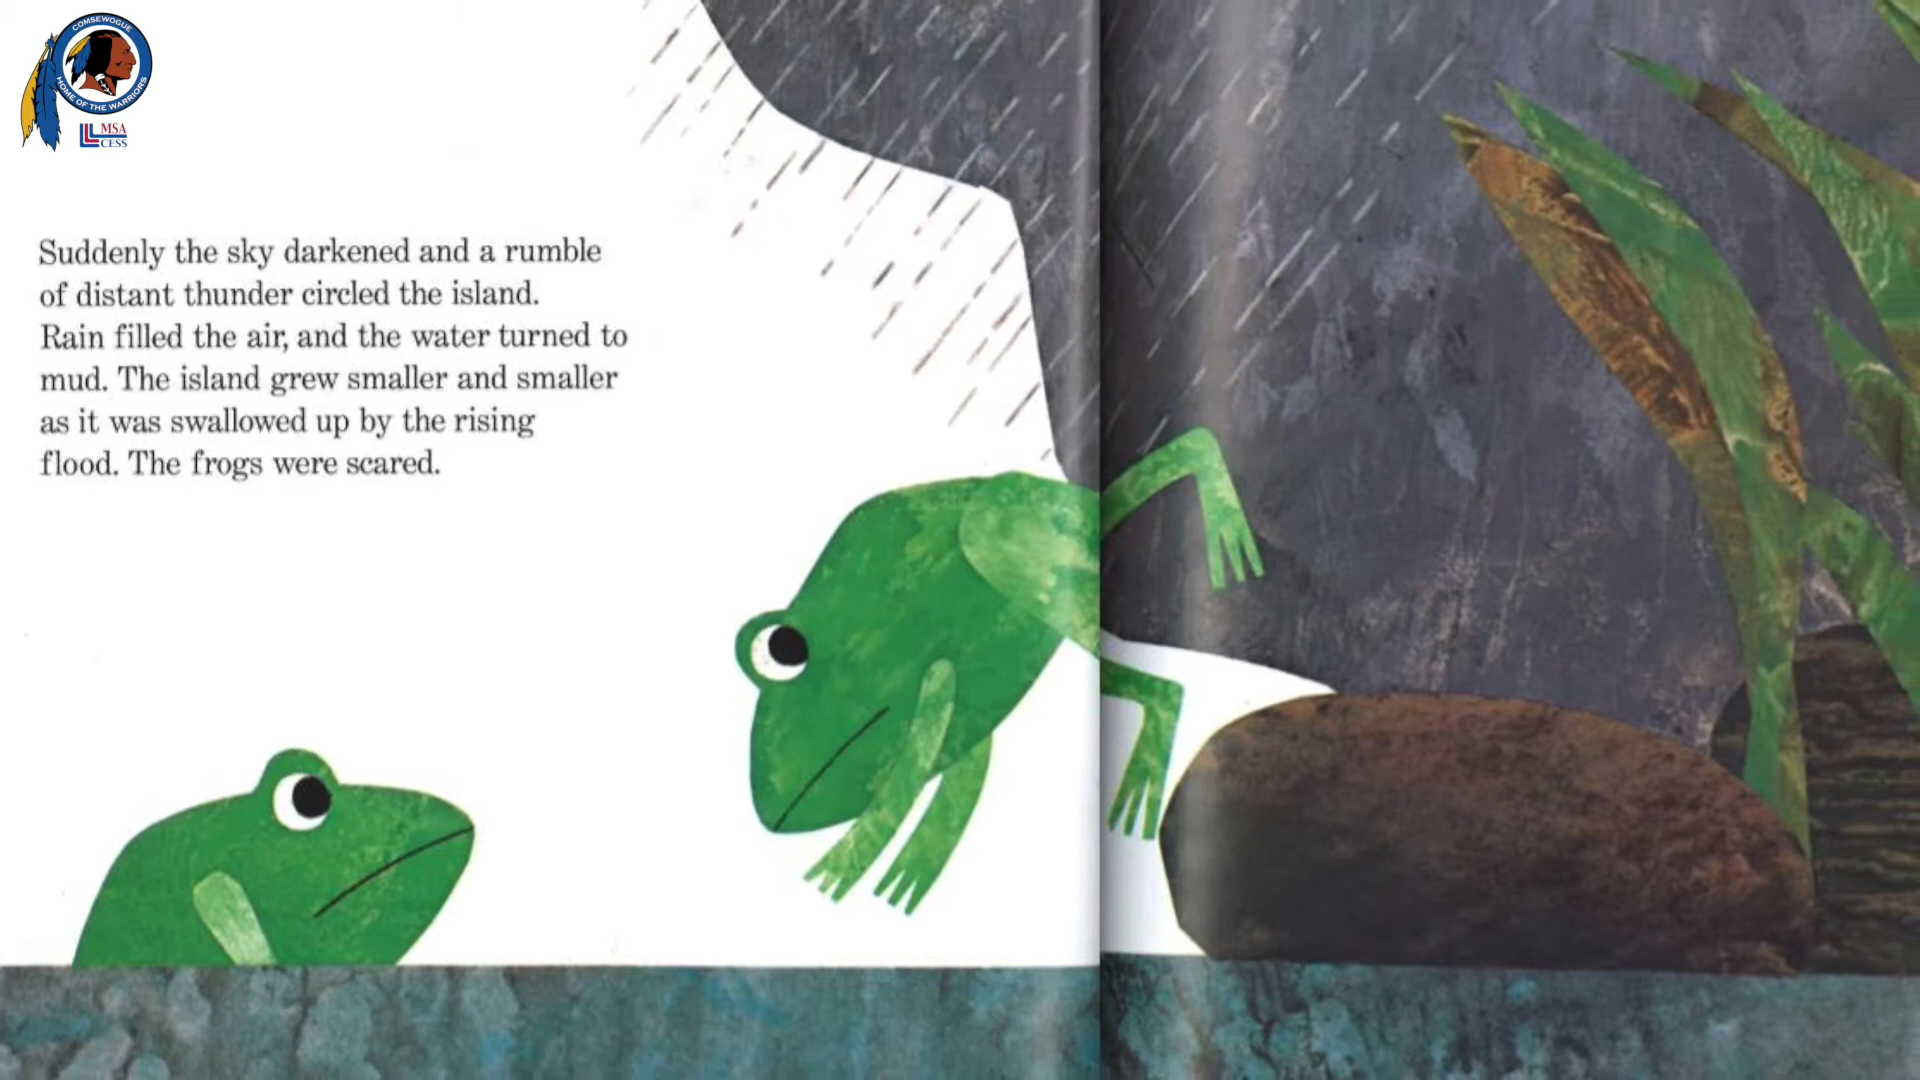 COMSEWOGUE
HOME OF THE WARRIORS
MSA
CESS
Suddenly the sky darkened and a rumble
of distant thunder circled the island.
Rain filled the air, and the water turned to
mud. The island grew smaller and smaller
as it was swallowed up by the rising
flood. The frogs were scared.